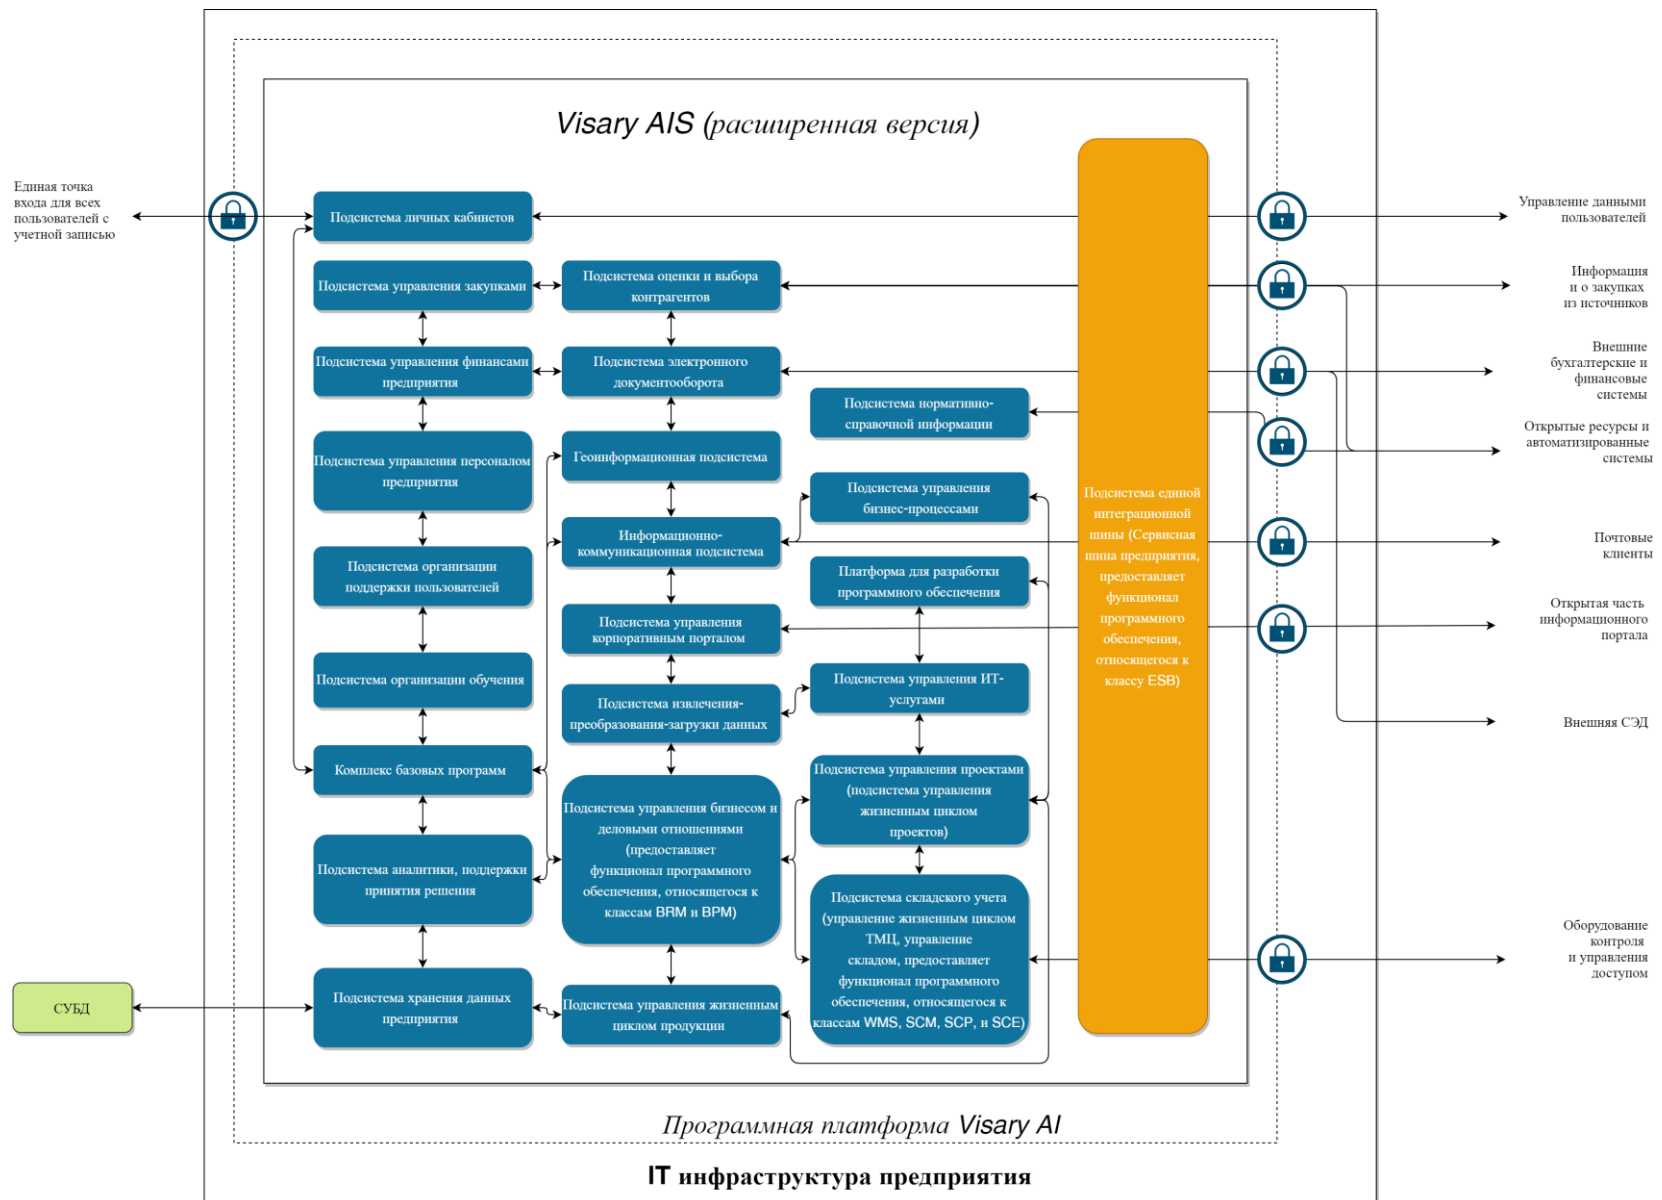 Visary AIS (расширенная версия)
Единая точка
входа для всех
пользователей с
учетной записью
Подсистема личных кабинетов
Подсистема управления закупками
Подсистема управления финансами
предприятия
Подсистема управления персоналом
предприятия
Подсистема организации
поддержки пользователей
Подсистема организации обучения
Комплекс базовых программ
Подсистема аналитики, поддержки
принятия решения
Подсистема хранения данных
предприятия
СУБД
Подсистема оценки и выбора
контрагентов
Подсистема электронного
документооборота
Геоинформационная подсистема
Информационно-
коммуникационная подсистема
Подсистема управления
корпоративным порталом
Подсистема извлечения-
преобразования-загрузки данных
Подсистема управления бизнесом и
деловыми отношениями
(предоставляет
функционал программного
обеспечения, относящегося к
классам BRM и BPM)
Подсистема управления жизненным
циклом продукции
Подсистема нормативно-
справочной информации
Подсистема управления
бизнес-процессами
Платформа для разработки
программного обеспечения
Подсистема управления ИТ-
услугами
Подсистема управления проектами
(подсистема управления
жизненным циклом
проектов)
Подсистема складского учета
(управление жизненным циклом
ТМЦ, управление
складом, предоставляет
функционал программного
обеспечения, относящегося к
классам WMS, SCM, SCP, и SCE)
Подсистема единой
интеграционной
шины (Сервисная
шина предприятия,
предоставляет
функционал
программного
обеспечения,
относящегося к
классу ESB)
Управление данными
пользователей
Информация
и о закупках
из источников
Внешние
бухгалтерские и
финансовые
системы
Открытые ресурсы и
автоматизированные
системы
Почтовые
клиенты
Открытая часть
информационного
портала
Внешняя СЭД
Оборудование
контроля
и управления
доступом
Программная платформа Visary AI
IT инфраструктура предприятия